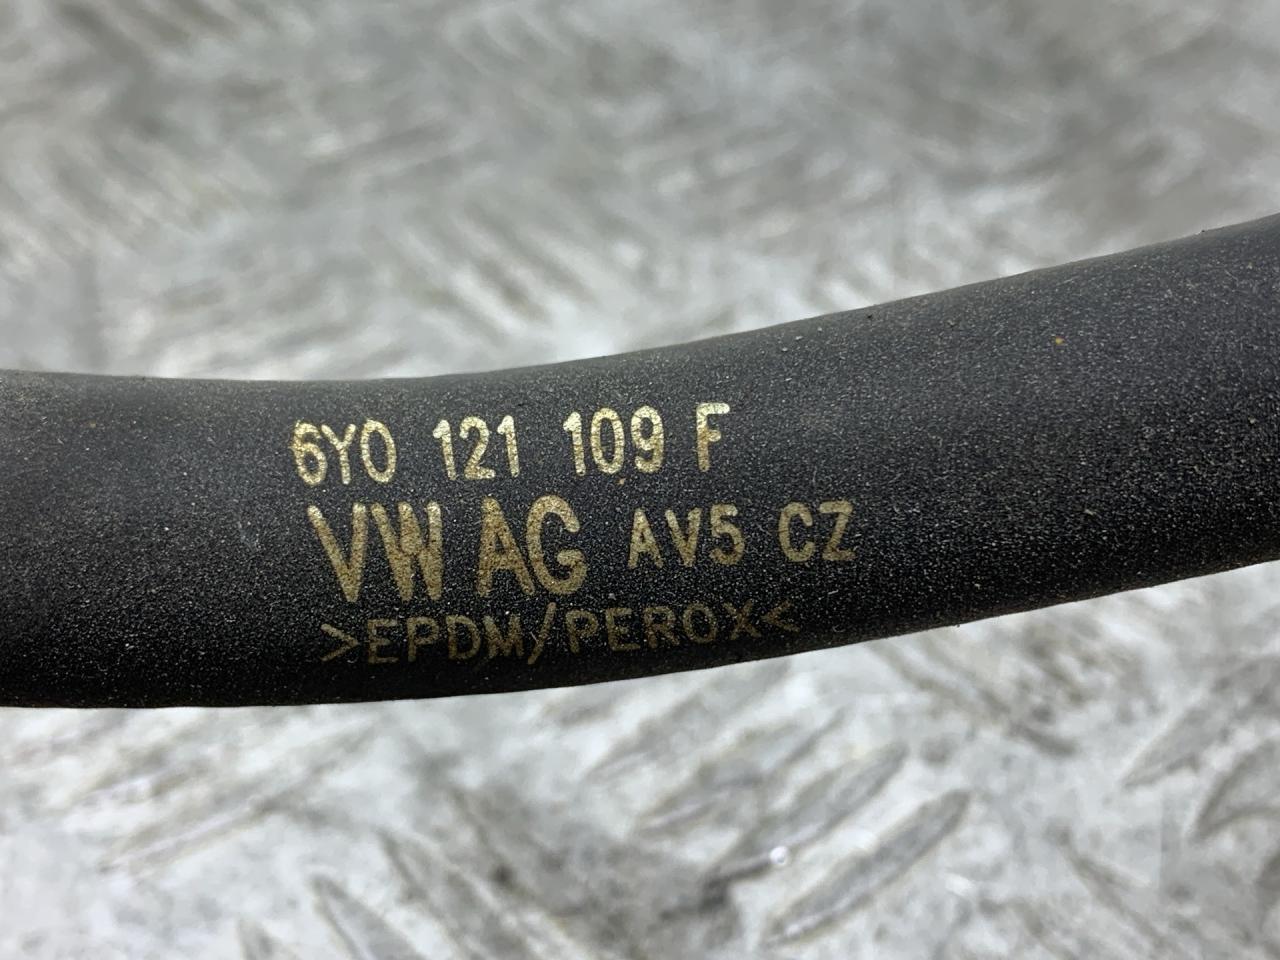 6Y0 121 109 F
VW AG AV5 CZ
>EPDM/PEROX<